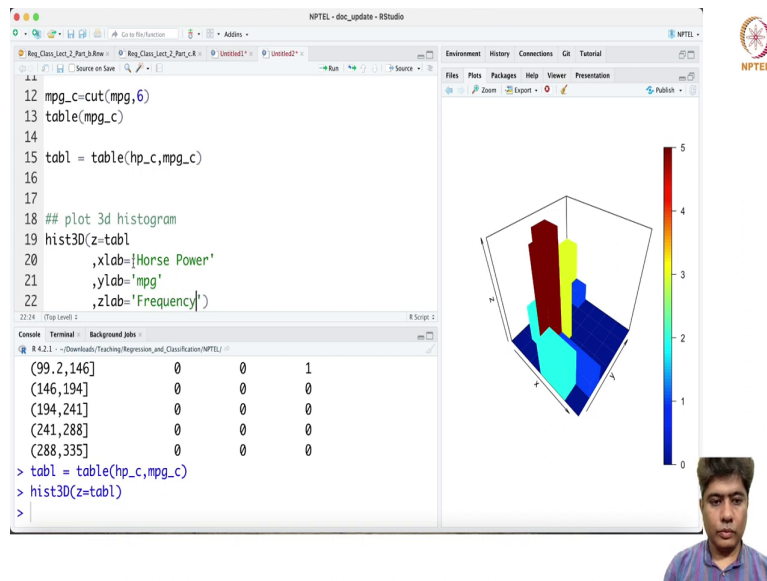 NPTEL - doc_update - RStudio
Go to file/function
Addins
NPTEL
Reg_Class_Lect_2_Part_b.Rnw × Reg_Class_Lect_2_Part_c.R × Untitled1* × Untitled2* ×
Source on Save
Run
Source
11
12 mpg_c=cut(mpg,6)
13 table(mpg_c)
14
15 tabl = table(hp_c,mpg_c)
16
17
18 ## plot 3d histogram
19 hist3D(z=tabl
20 ,xlab='Horse Power'
21 ,ylab='mpg'
22 ,zlab='Frequency')
22:24 (Top Level) R Script
Console Terminal × Background Jobs ×
R 4.2.1 · ~/Downloads/Teaching/Regression_and_Classification/NPTEL/
(99.2,146] 0 0 1
(146,194] 0 0 0
(194,241] 0 0 0
(241,288] 0 0 0
(288,335] 0 0 0
> tabl = table(hp_c,mpg_c)
> hist3D(z=tabl)
>
Environment History Connections Git Tutorial
Files Plots Packages Help Viewer Presentation
Zoom Export Publish
5
4
3
2
1
0
z
x
y
NPTEL